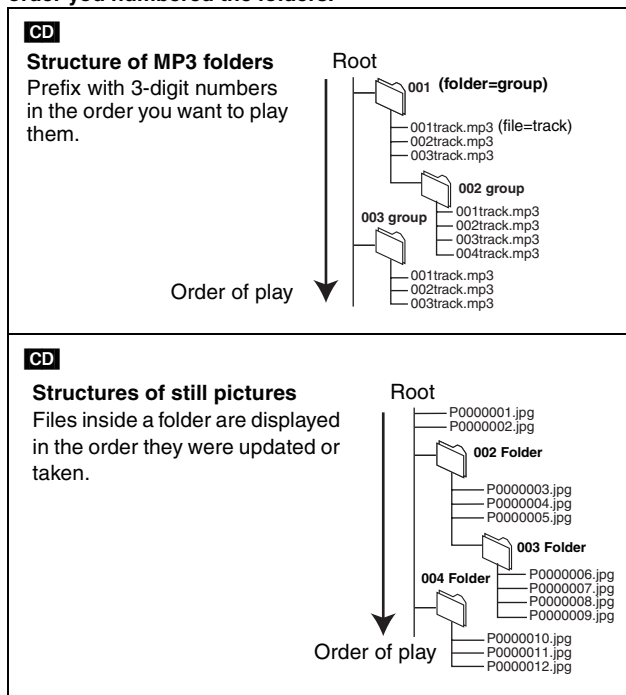 order you numbered the folders.
CD
Structure of MP3 folders
Prefix with 3-digit numbers
in the order you want to play
them.
Root
001 (folder=group)
001track.mp3 (file=track)
002track.mp3
003track.mp3
002 group
001track.mp3
002track.mp3
003track.mp3
004track.mp3
003 group
001track.mp3
002track.mp3
003track.mp3
Order of play
CD
Structures of still pictures
Files inside a folder are displayed
in the order they were updated or
taken.
Root
P0000001.jpg
P0000002.jpg
002 Folder
P0000003.jpg
P0000004.jpg
P0000005.jpg
003 Folder
P0000006.jpg
P0000007.jpg
P0000008.jpg
P0000009.jpg
004 Folder
P0000010.jpg
P0000011.jpg
P0000012.jpg
Order of play